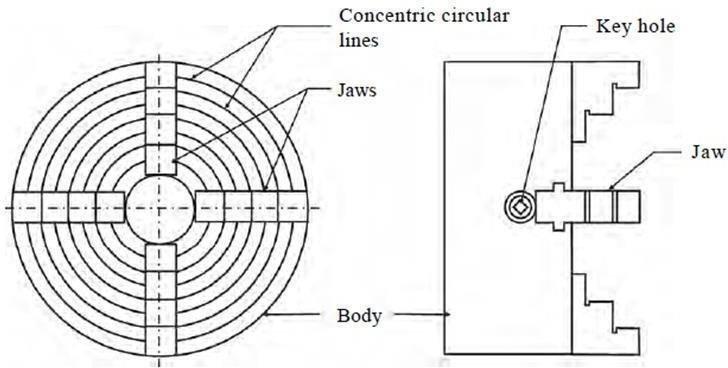 Concentric circular
lines
Key hole
Jaws
Jaw
Body